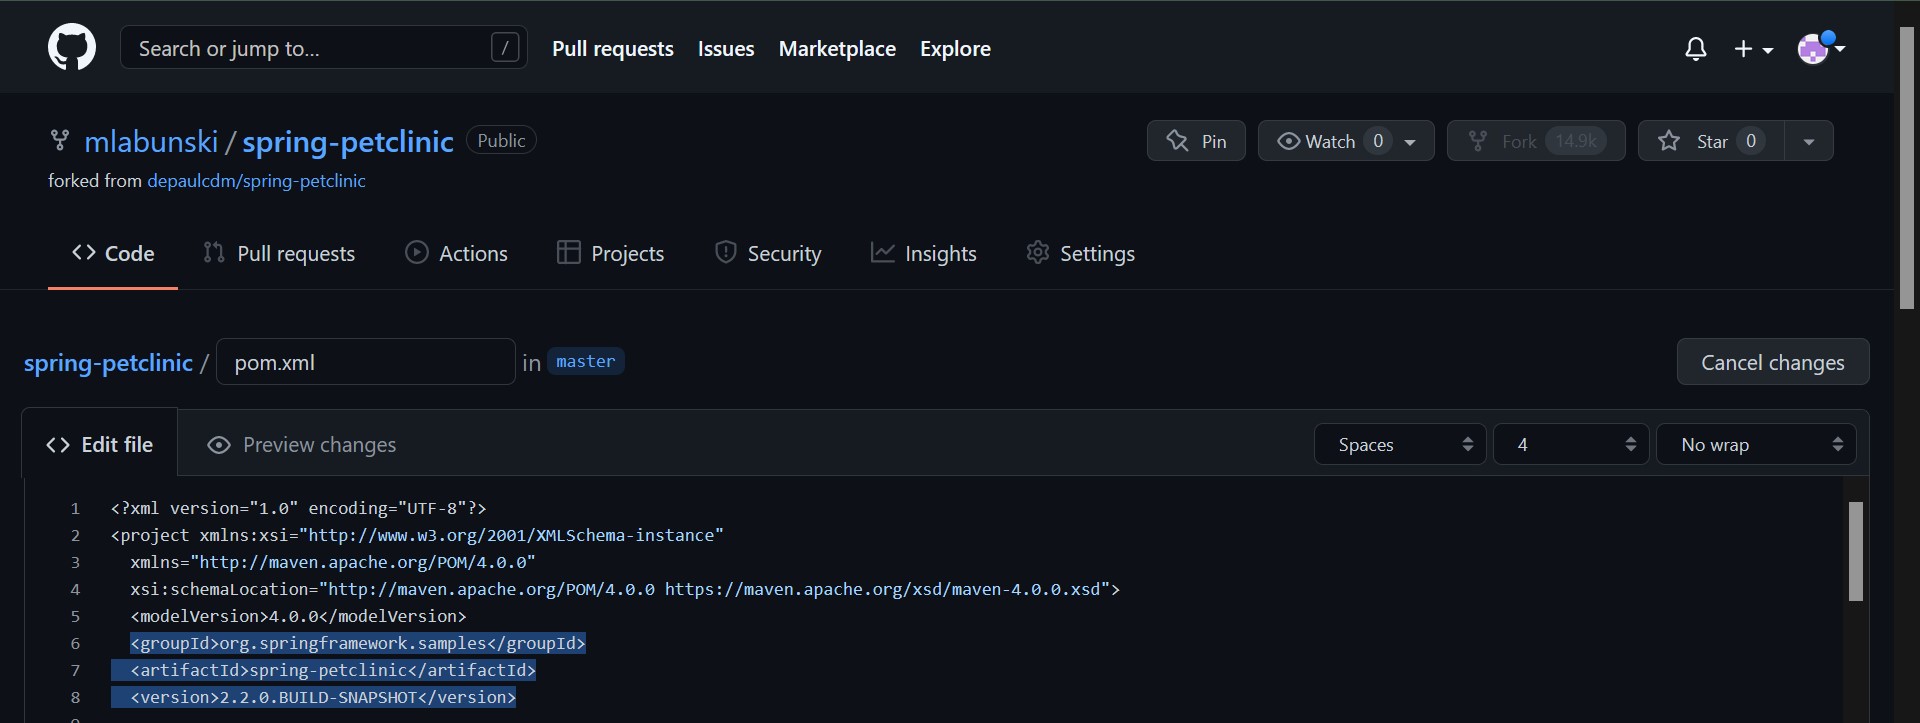 Search or jump to... / Pull requests Issues Marketplace Explore
mlabunski / spring-petclinic Public Pin Watch 0 Fork 14.9k Star 0
forked from depaulcdm/spring-petclinic
Code Pull requests Actions Projects Security Insights Settings
spring-petclinic / pom.xml in master Cancel changes
Edit file Preview changes Spaces 4 No wrap
1 <?xml version="1.0" encoding="UTF-8"?>
2 <project xmlns:xsi="http://www.w3.org/2001/XMLSchema-instance"
3 xmlns="http://maven.apache.org/POM/4.0.0"
4 xsi:schemaLocation="http://maven.apache.org/POM/4.0.0 https://maven.apache.org/xsd/maven-4.0.0.xsd">
5 <modelVersion>4.0.0</modelVersion>
6 <groupId>org.springframework.samples</groupId>
7 <artifactId>spring-petclinic</artifactId>
8 <version>2.2.0.BUILD-SNAPSHOT</version>